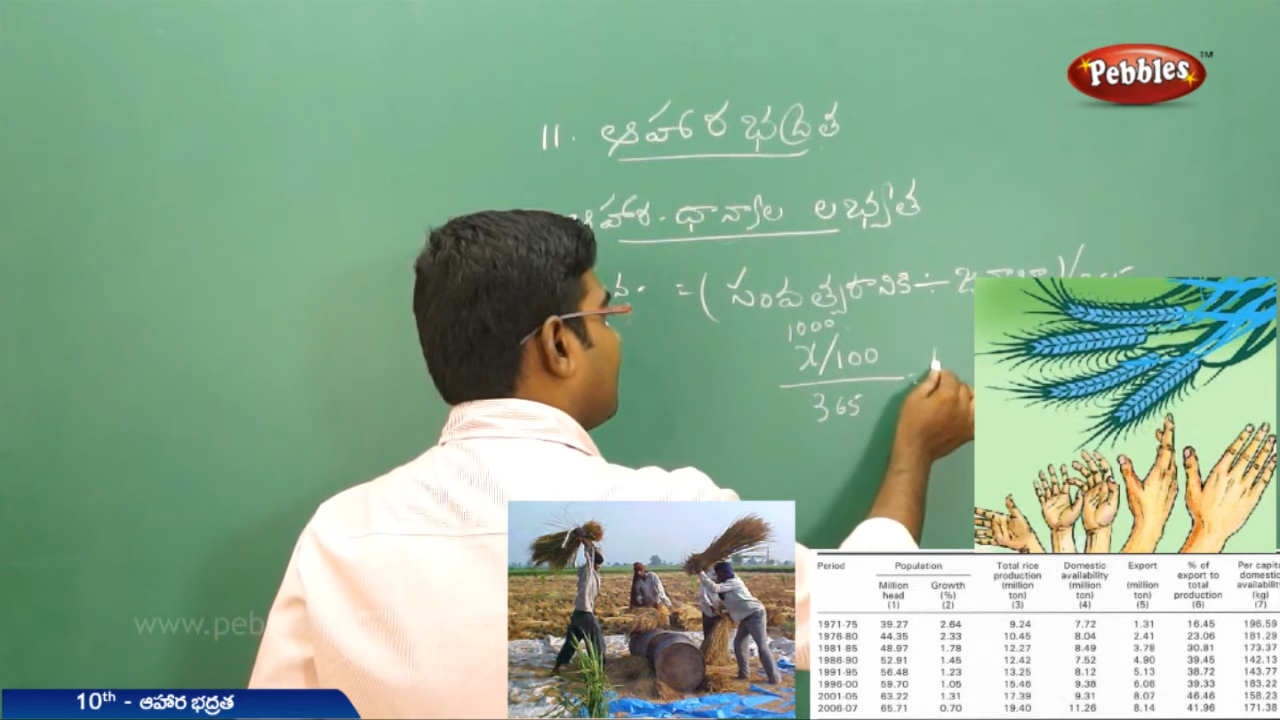 Pebbles TM
11. ఆహార భద్రత
ఆహార-ధాన్యాల లభ్యత
=( సంవత్సరానికి ÷
1000
x/100
365
www.peb
Period Population Total rice production (million ton) (3) Domestic availability (million ton) (4) Export (million ton) (5) % of export to total production (6) Per capita domestic availability (kg) (7)
Million head (1) Growth (%) (2)
1971-75 39.27 2.64 9.24 7.72 1.31 16.45 196.59
1976-80 44.35 2.33 10.45 8.04 2.41 23.06 181.29
1981-85 48.97 1.78 12.27 8.49 3.78 30.81 173.37
1986-90 52.91 1.45 12.42 7.52 4.90 39.45 142.13
1991-95 56.48 1.23 13.25 8.12 5.13 38.72 143.77
1996-00 59.70 1.05 15.46 9.38 6.08 39.33 183.22
2001-05 63.22 1.31 17.39 9.31 8.07 46.46 158.23
2006-07 65.71 0.70 19.40 11.26 8.14 41.96 171.38
10th - ఆహార భద్రత